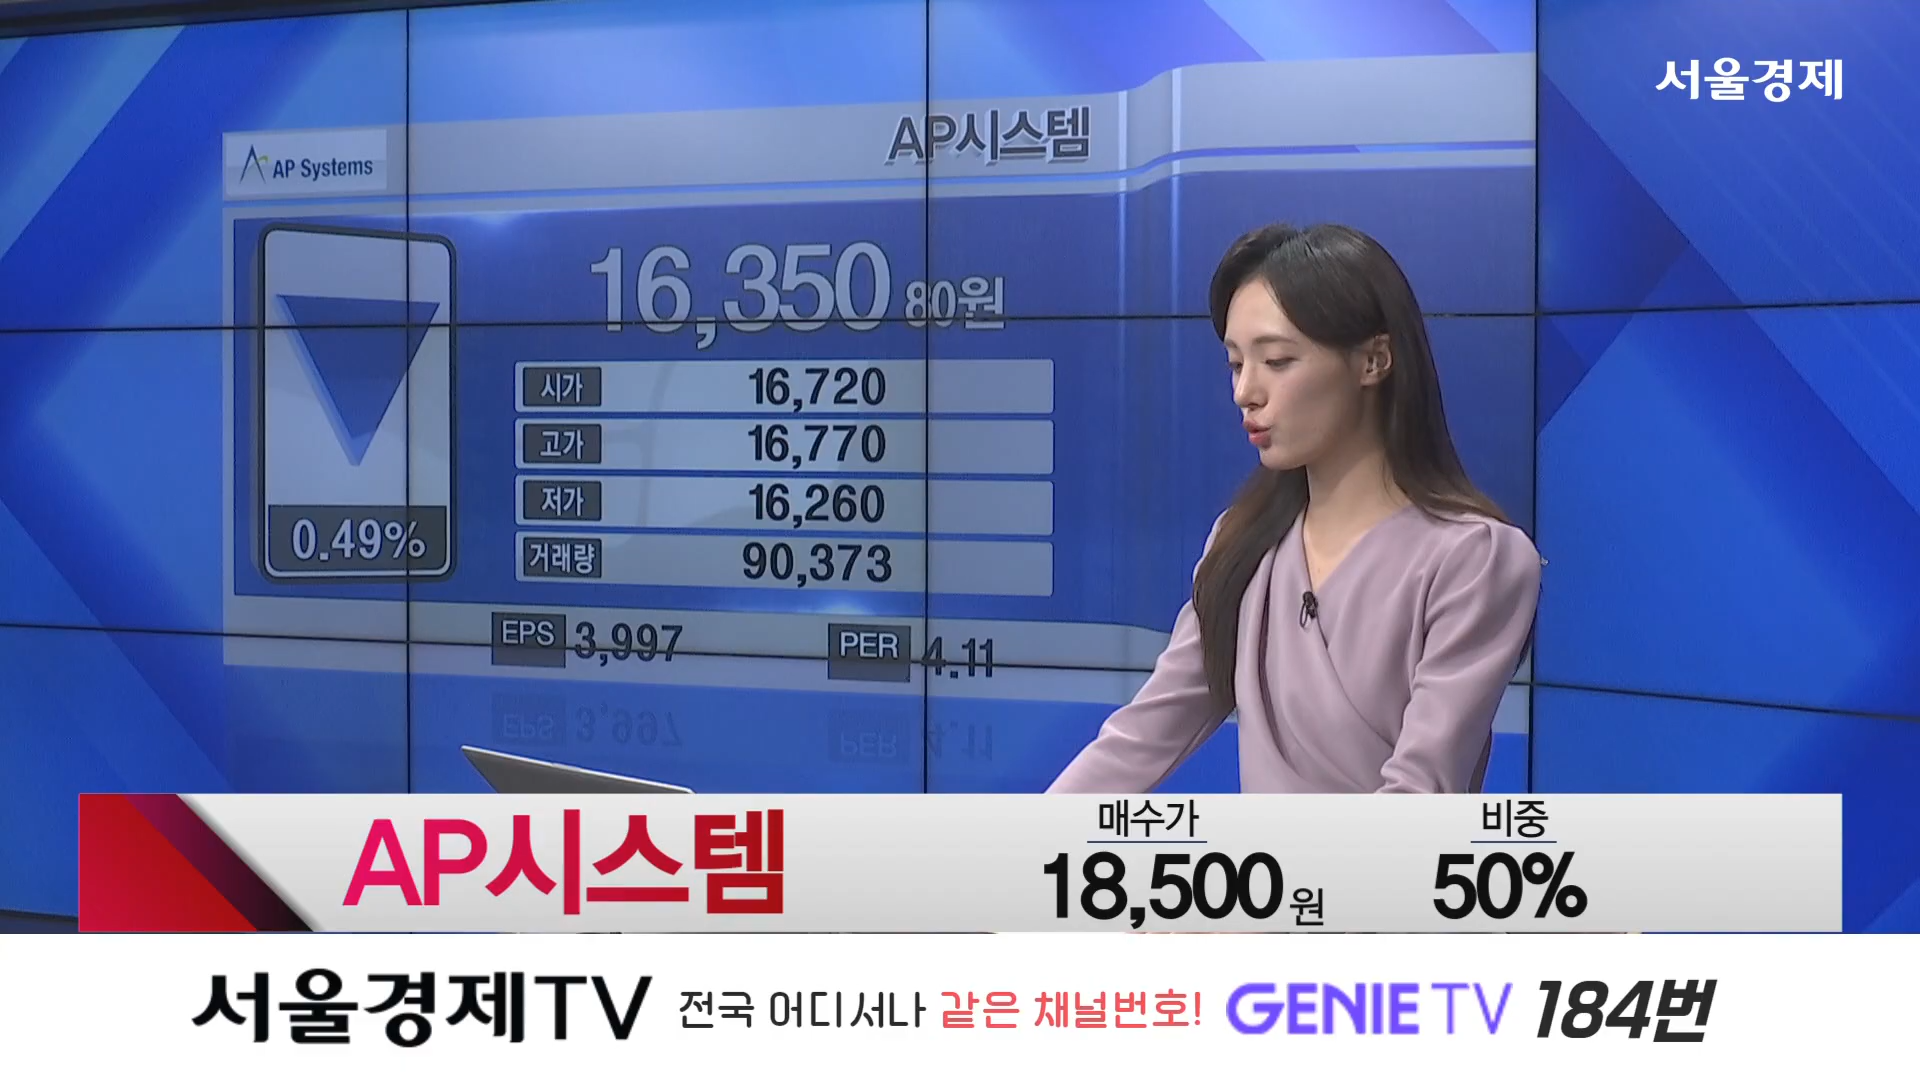 서울경제
AP Systems
AP시스템
16,350 80원
0.49%
시가 16,720
고가 16,770
저가 16,260
거래량 90,373
EPS 3,997 PER 4.11
AP시스템
매수가
18,500원
비중
50%
서울경제TV 전국 어디서나 같은 채널번호! GENIE TV 184번